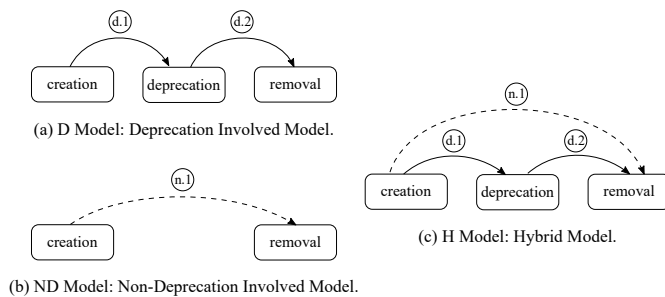 d.1 d.2
creation deprecation removal
(a) D Model: Deprecation Involved Model.
n.1
creation removal
(b) ND Model: Non-Deprecation Involved Model.
n.1
d.1 d.2
creation deprecation removal
(c) H Model: Hybrid Model.